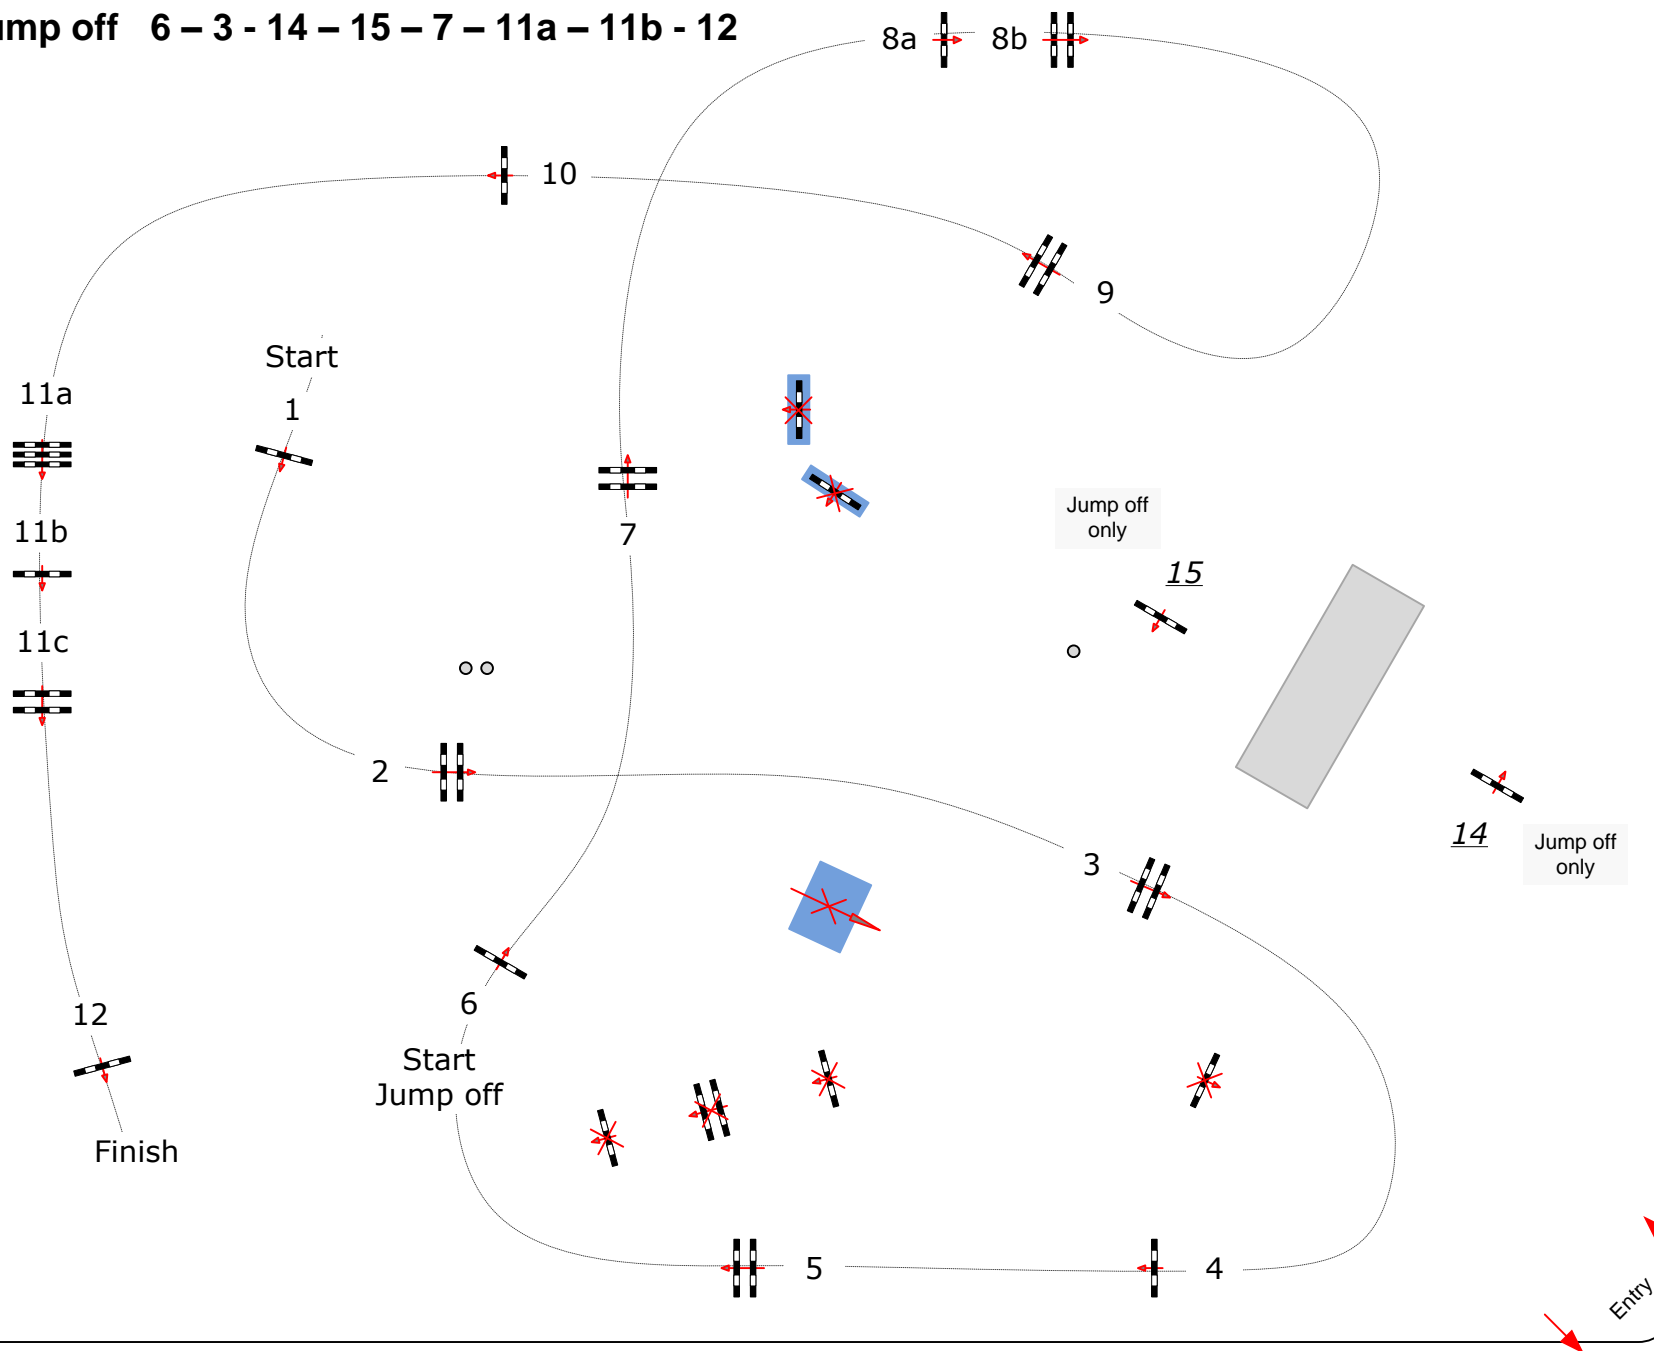 ump off 6 – 3 - 14 – 15 – 7 – 11a – 11b - 12
8a
8b
10
9
Start
11a
1
11b
7
Jump off
only
15
11c
2
14
Jump off
only
3
6
12
Start
Jump off
Finish
5
4
Entry